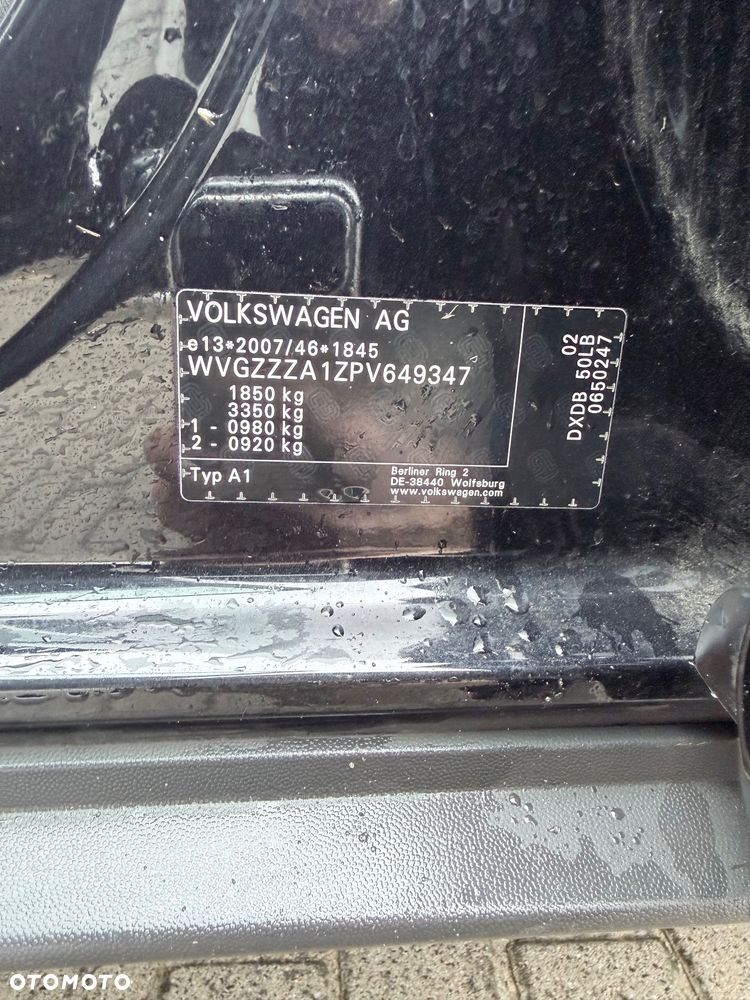 VOLKSWAGEN AG
e13*2007/46*1845
WVGZZZA1ZPV649347
1850 kg
3350 kg
1 - 0980 kg
2 - 0920 kg
Typ A1
Berliner Ring 2
DE-38440 Wolfsburg
www.volkswagen.com
02
DXDB 50LB
0650247
OTOMOTO